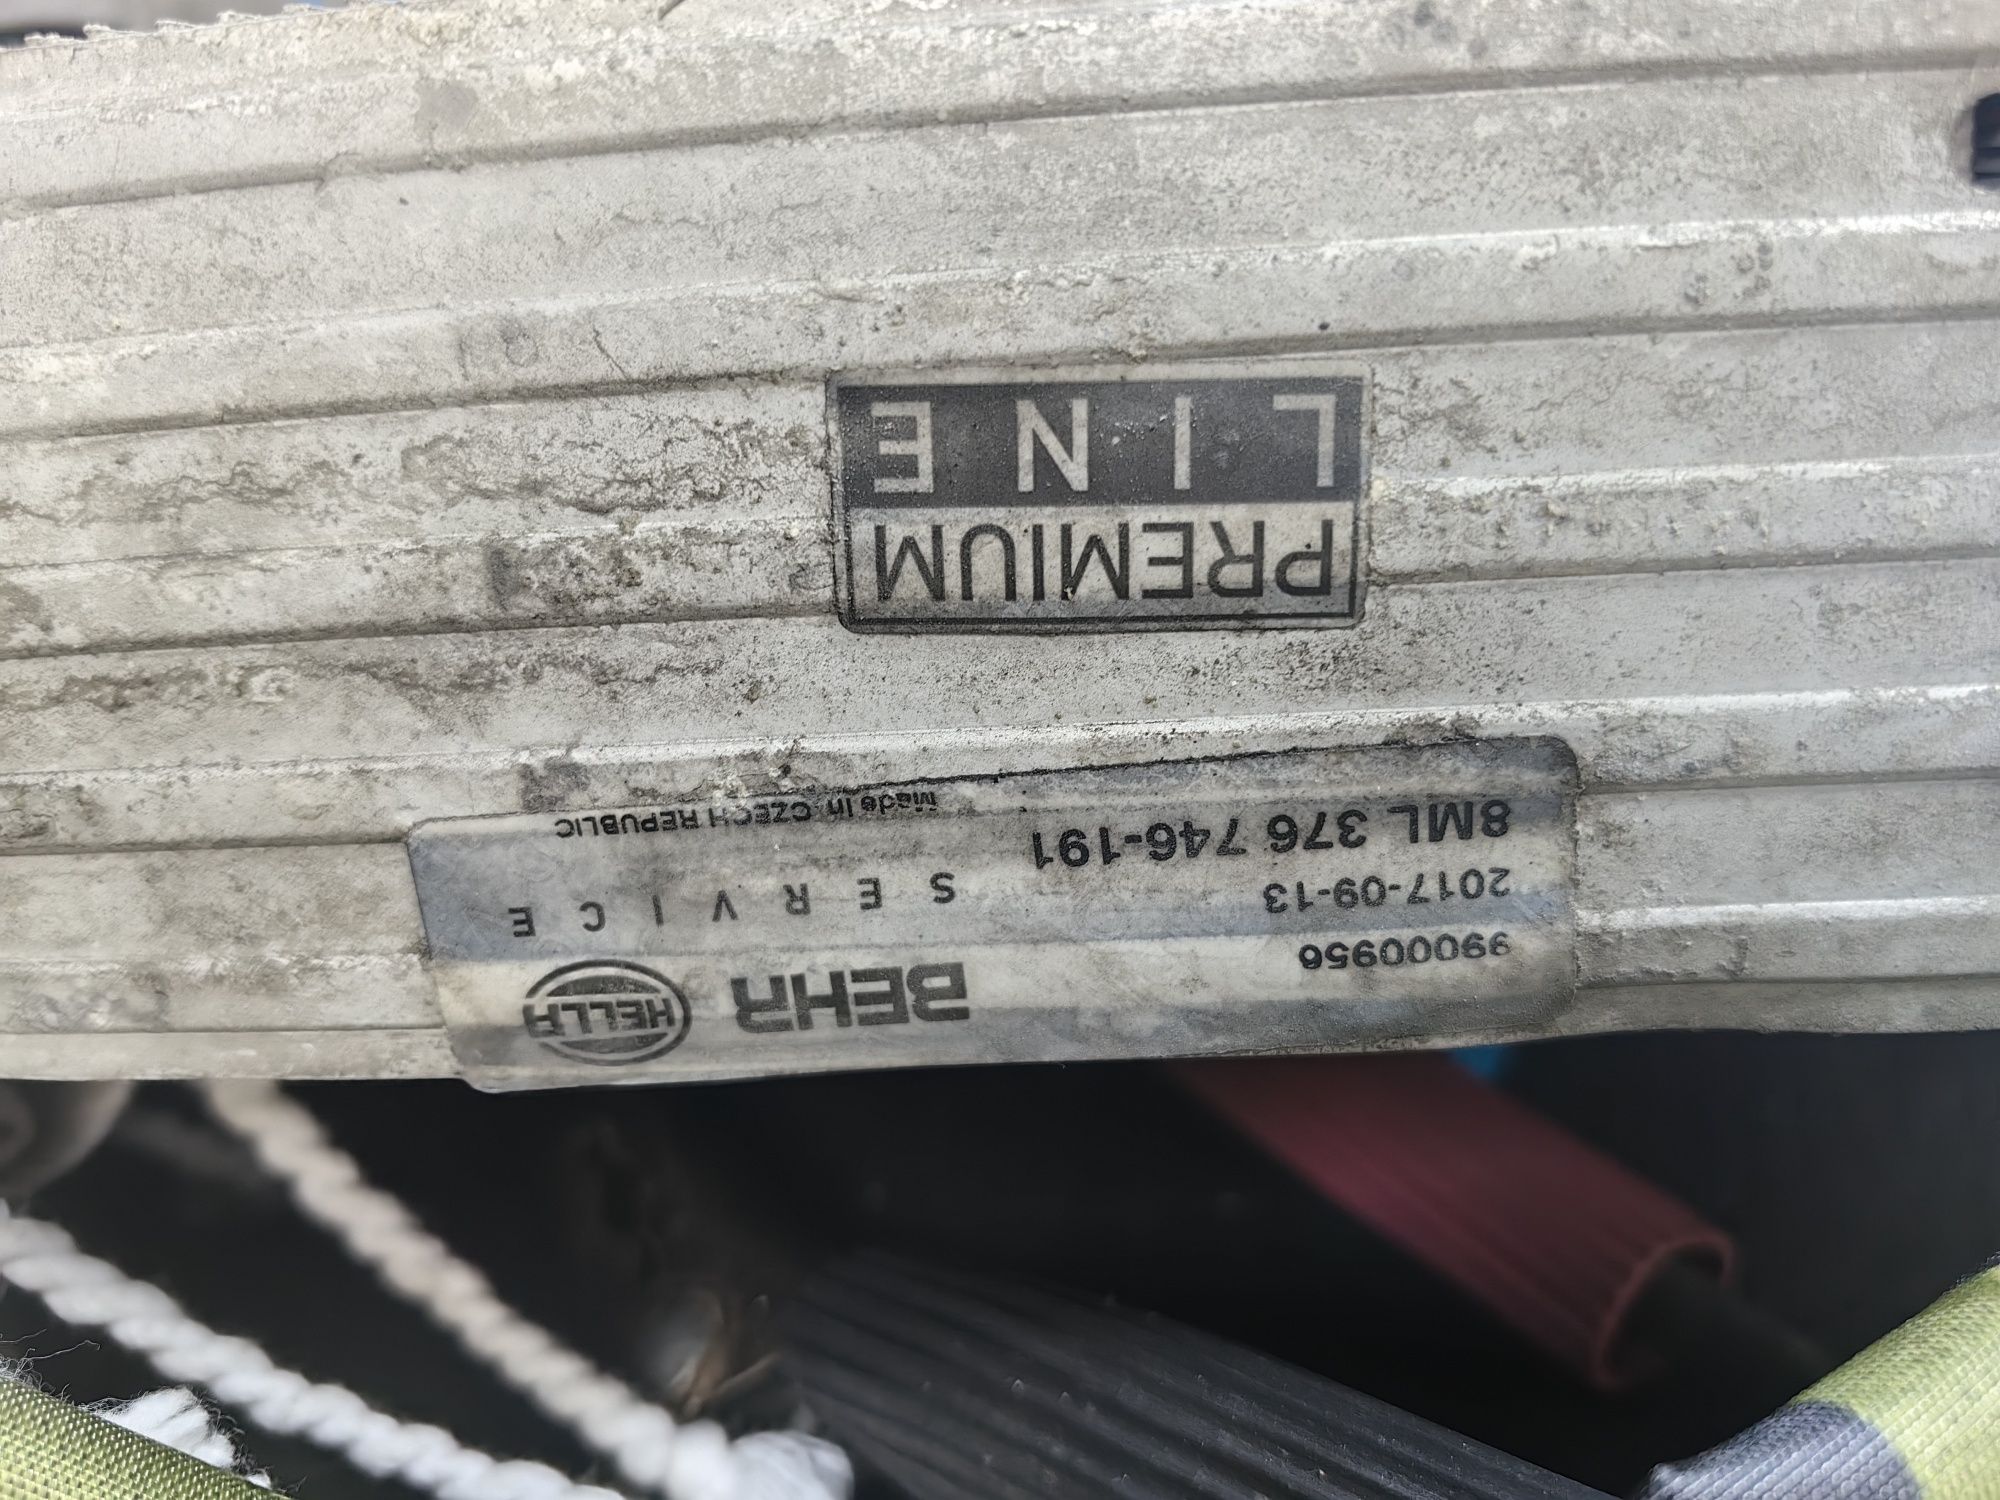 BEHR
HELLA
SERVICE
Made in CZECH REPUBLIC
99000956
2017-09-13
8ML 376 746-191
PREMIUM
LINE